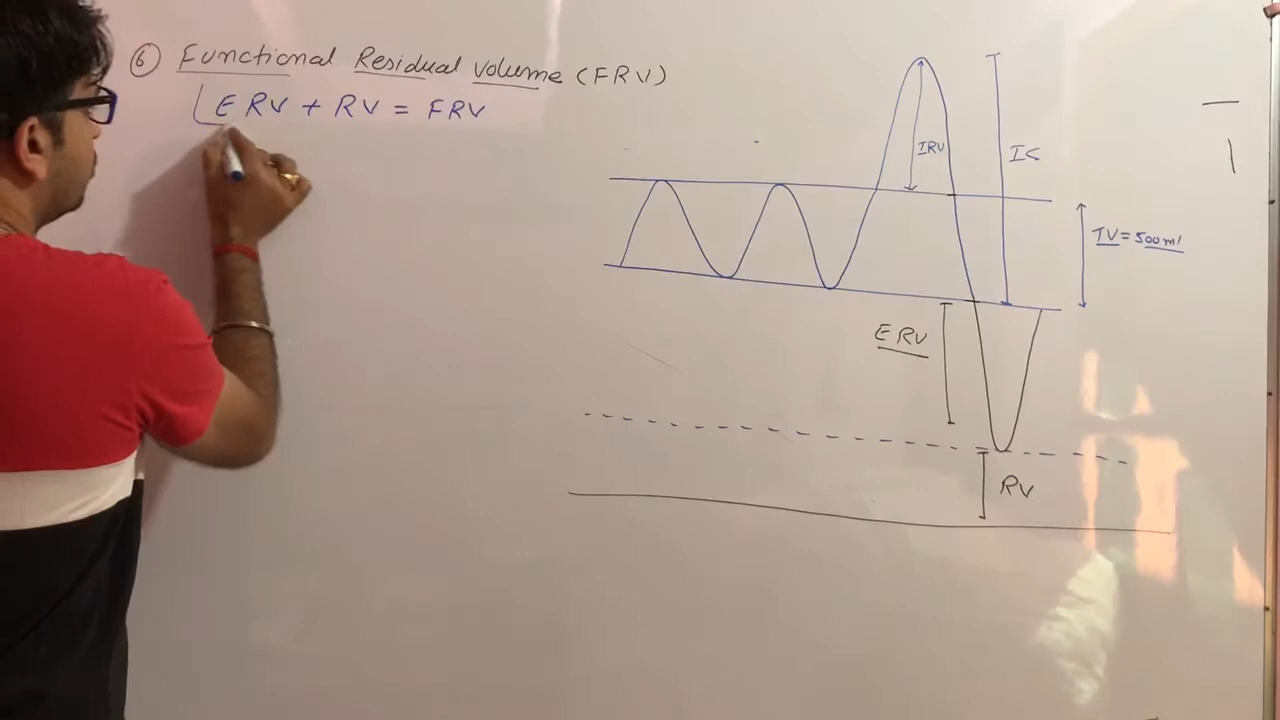 ⑥ Functional Residual Volume (FRV)
ERV + RV = FRV
IRV
IC
TV = 500ml
ERV
RV